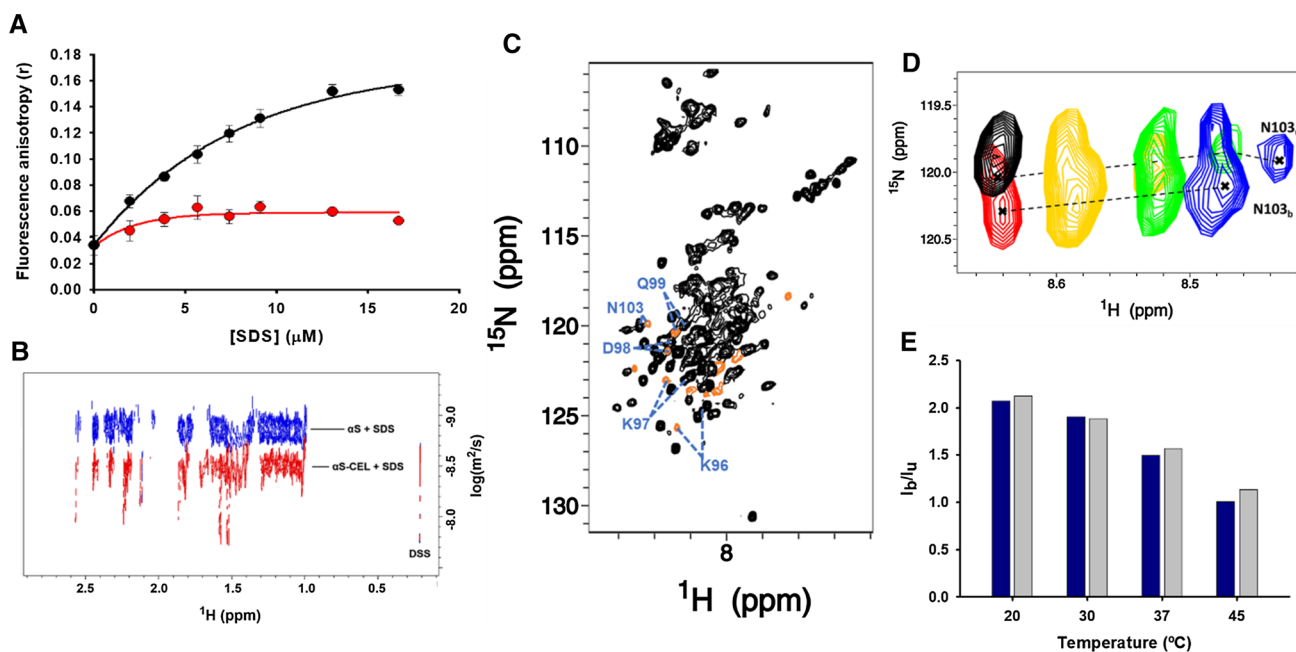 A
0.18
0.16
0.14
0.12
0.10
0.08
0.06
0.04
0.02
0.00
Fluorescence anisotropy (r)
0
5
10
15
20
[SDS] (μM)
B
αS + SDS
αS-CEL + SDS
DSS
-9.0
-8.5
-8.0
log(m²/s)
2.5
2.0
1.5
1.0
0.5
¹H (ppm)
C
110
115
120
125
130
¹⁵N (ppm)
Q99
N103
D98
K97
K96
8
¹H (ppm)
D
119.5
120.0
120.5
¹⁵N (ppm)
N103
N103b
8.6
8.5
¹H (ppm)
E
2.5
2.0
1.5
1.0
0.5
0.0
Ib/Iu
20
30
37
45
Temperature (ºC)